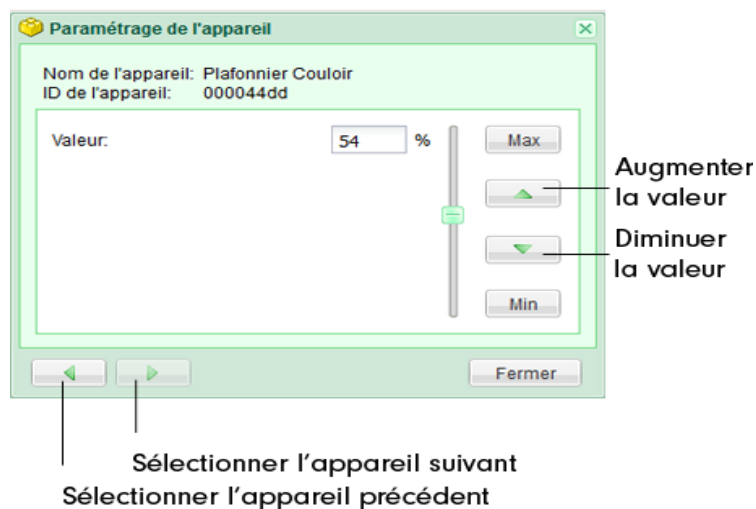 Paramétrage de l'appareil
Nom de l'appareil: Plafonnier Couloir
ID de l'appareil: 000044dd
Valeur: 54 % Max
Augmenter
la valeur
Diminuer
la valeur
Min
Fermer
Sélectionner l'appareil suivant
Sélectionner l'appareil précédent